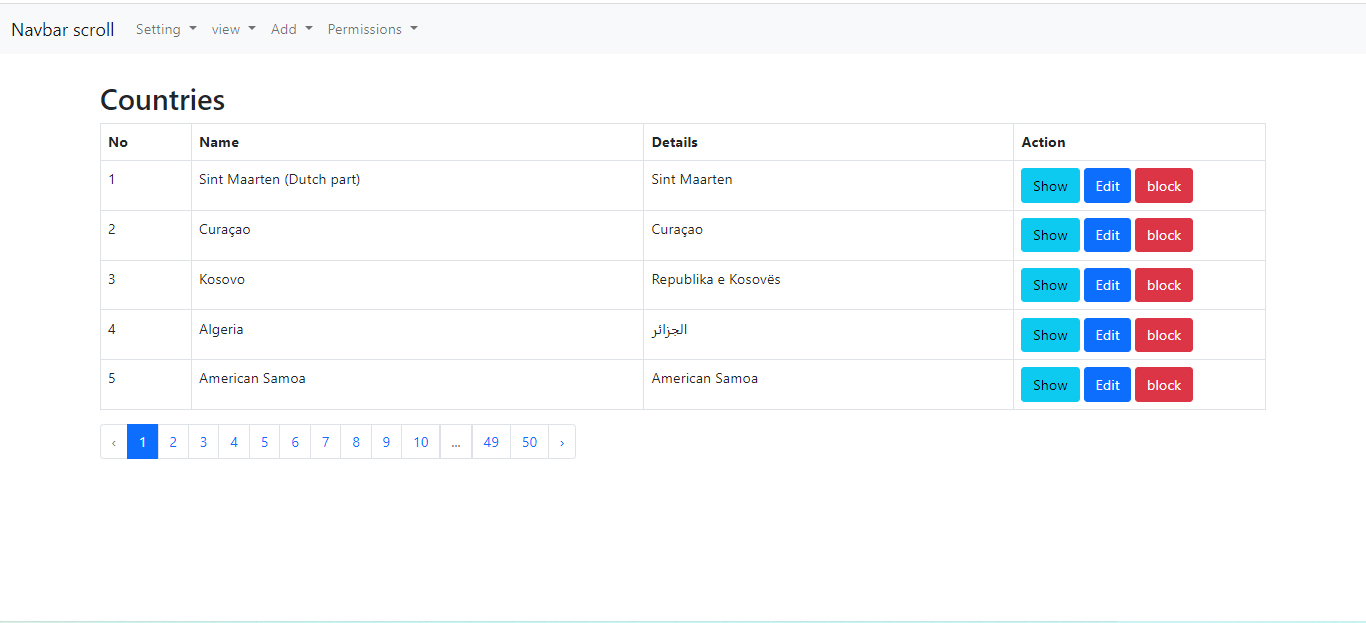 Navbar scroll Setting view Add Permissions
Countries
No Name Details Action
1 Sint Maarten (Dutch part) Sint Maarten Show Edit block
2 Curaçao Curaçao Show Edit block
3 Kosovo Republika e Kosovës Show Edit block
4 Algeria الجزائر Show Edit block
5 American Samoa American Samoa Show Edit block
‹ 1 2 3 4 5 6 7 8 9 10 ... 49 50 ›